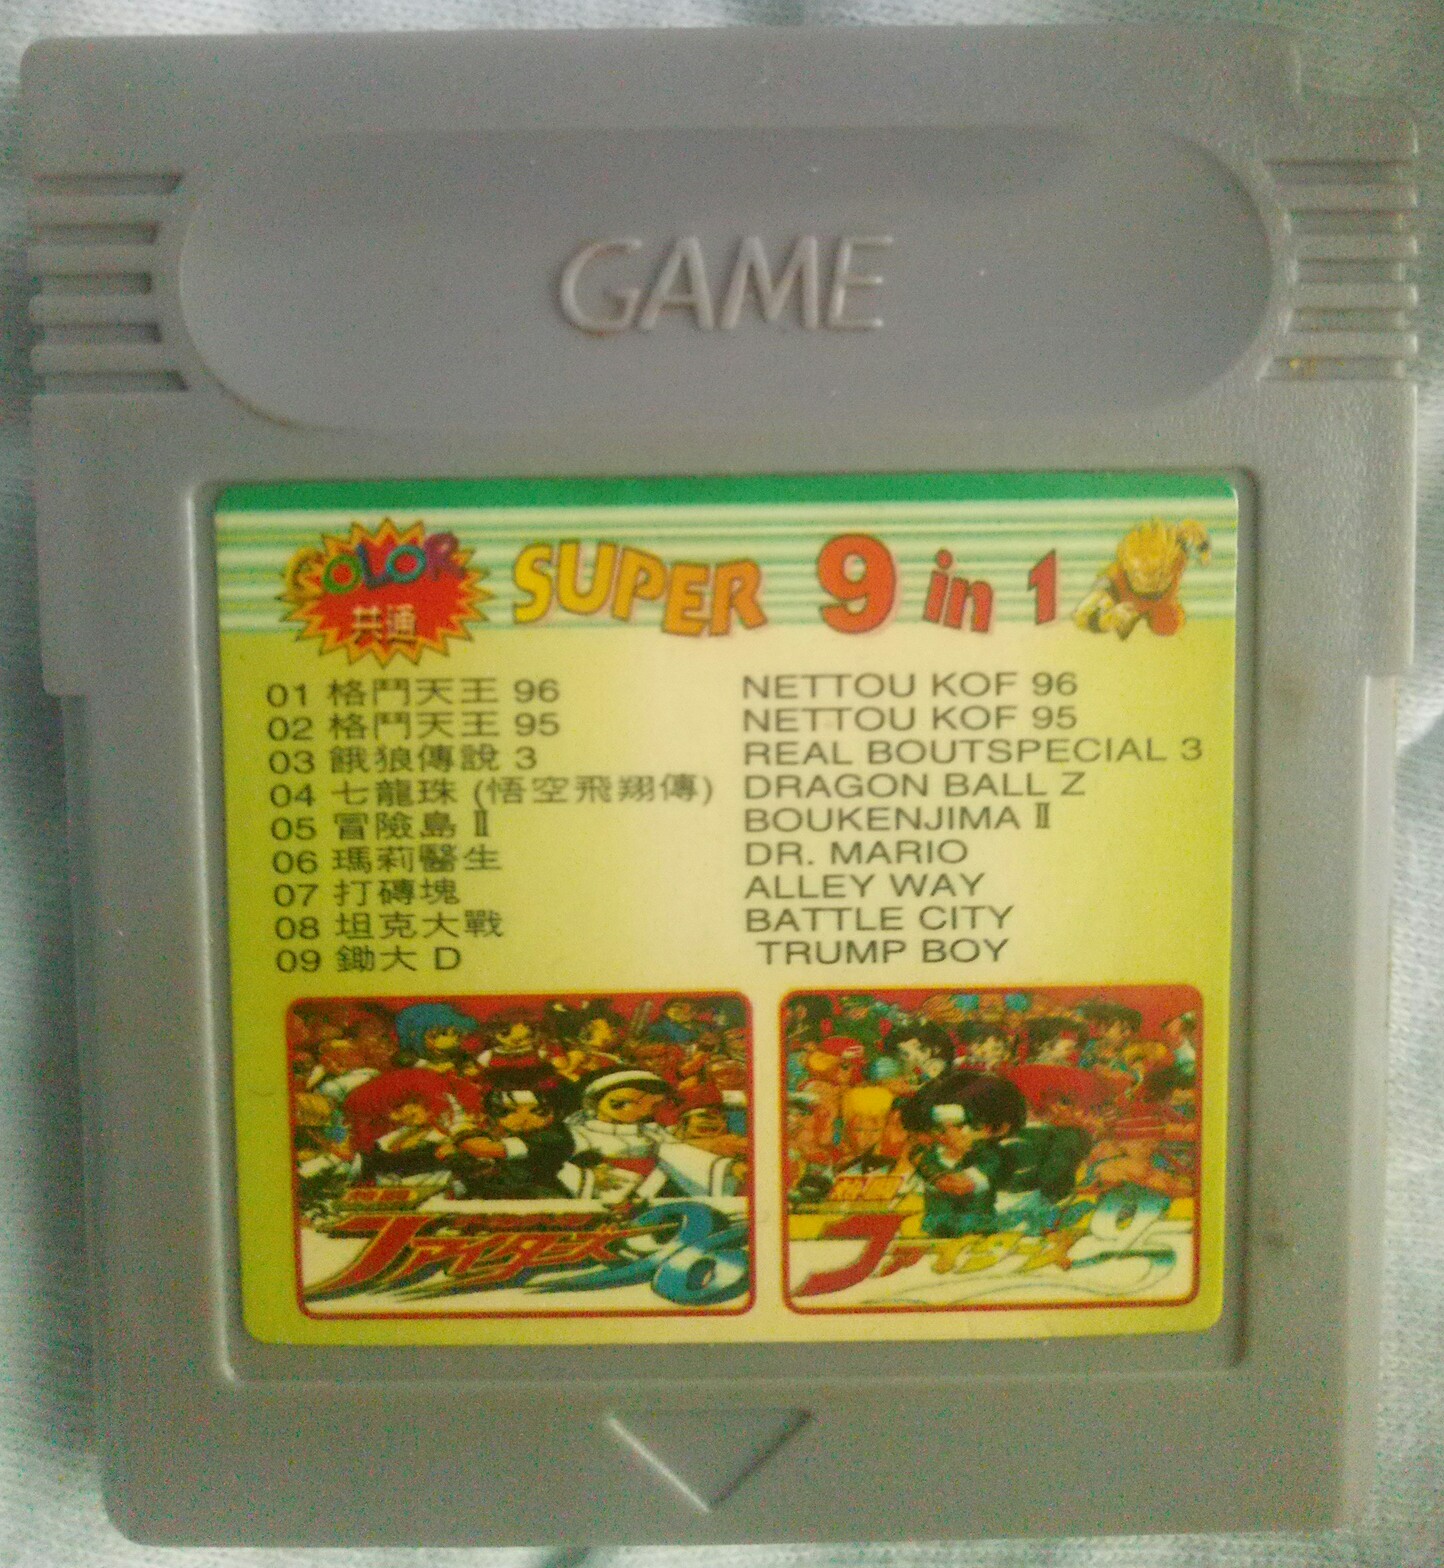 GAME
COLOR 共通 SUPER 9 in 1
01 格鬥天王 96 NETTOU KOF 96
02 格鬥天王 95 NETTOU KOF 95
03 餓狼傳說 3 REAL BOUTSPECIAL 3
04 七龍珠 (悟空飛翔傳) DRAGON BALL Z
05 冒險島 II BOUKENJIMA II
06 瑪莉醫生 DR. MARIO
07 打磚塊 ALLEY WAY
08 坦克大戰 BATTLE CITY
09 鋤大 D TRUMP BOY
熱闘 熱闘
ファイターズ 96 ファイターズ 95